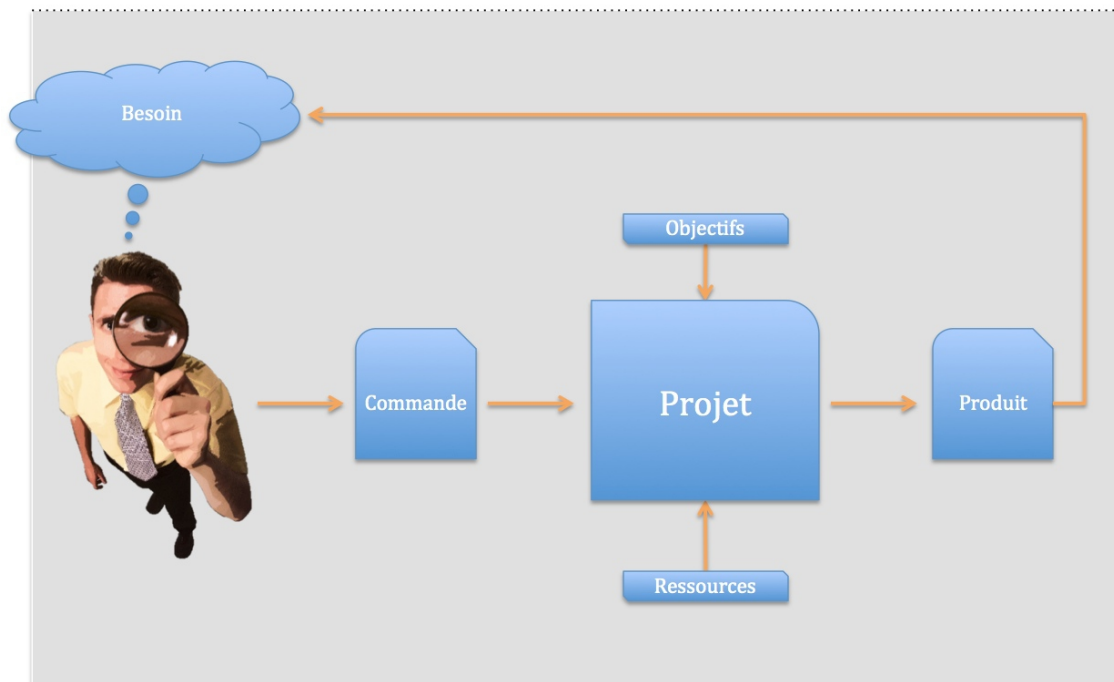 Besoin
Objectifs
Commande
Projet
Produit
Ressources